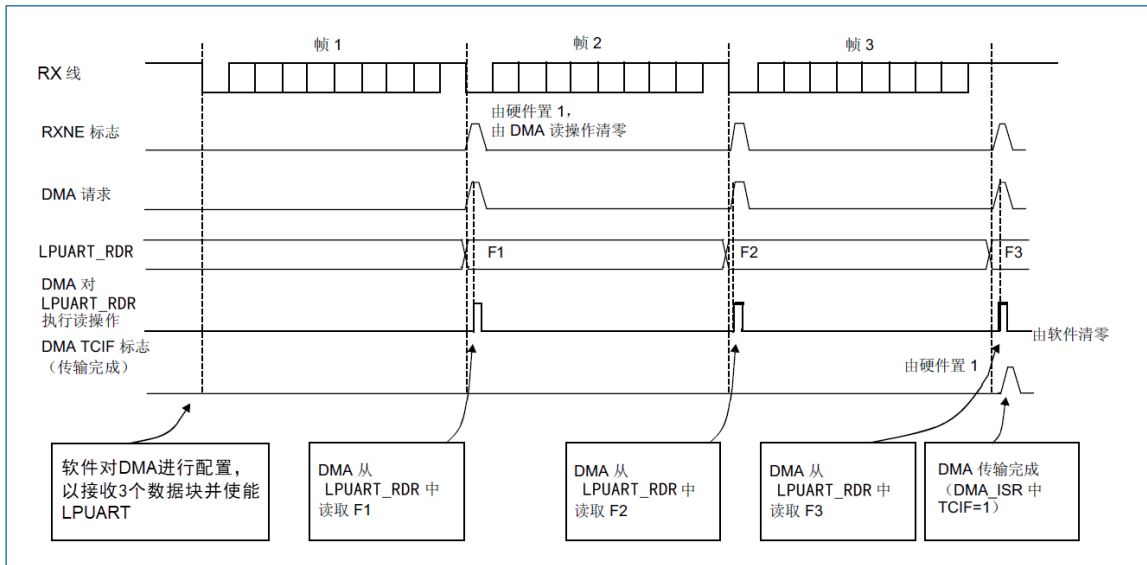 帧 1
帧 2
帧 3
RX 线
由硬件置 1,
由 DMA 读操作清零
RXNE 标志
DMA 请求
LPUART_RDR
F1
F2
F3
DMA 对
LPUART_RDR
执行读操作
由软件清零
DMA TCIF 标志
(传输完成)
由硬件置 1
软件对DMA进行配置,
以接收3个数据块并使能
LPUART
DMA 从
LPUART_RDR 中
读取 F1
DMA 从
LPUART_RDR 中
读取 F2
DMA 从
LPUART_RDR 中
读取 F3
DMA 传输完成
(DMA_ISR 中
TCIF=1)